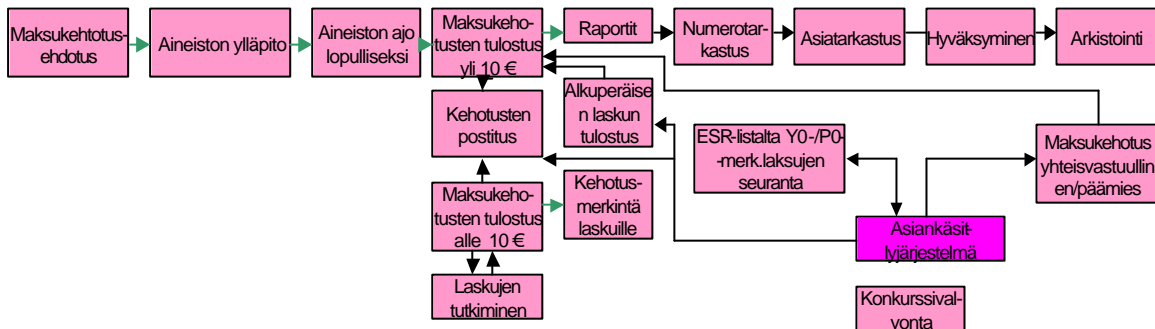 Maksukehtotus-
ehdotus
Aineiston ylläpito
Aineiston ajo
lopulliseksi
Maksukeho-
tusten tulostus
yli 10 €
Raportit
Numerotar-
kastus
Asiatarkastus
Hyväksyminen
Arkistointi
Kehotusten
postitus
Alkuperäise
n laskun
tulostus
ESR-listalta Y0-/P0-
-merk.laksujen
seuranta
Maksukehotus
yhteisvastuullin
en/päämies
Maksukeho-
tusten tulostus
alle 10 €
Kehotus-
merkintä
laskuille
Asiankäsit-
lyjärjestelmä
Laskujen
tutkiminen
Konkurssival-
vonta